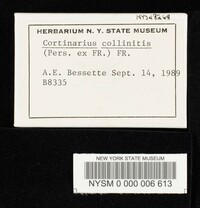 HERBARIUM N. Y. STATE MUSEUM
Cortinarius collinitis
(Pers. ex FR.) FR.
A.E. Bessette Sept. 14, 1989
B8335
NEW YORK STATE MUSEUM
NYSM 0 000 006 613